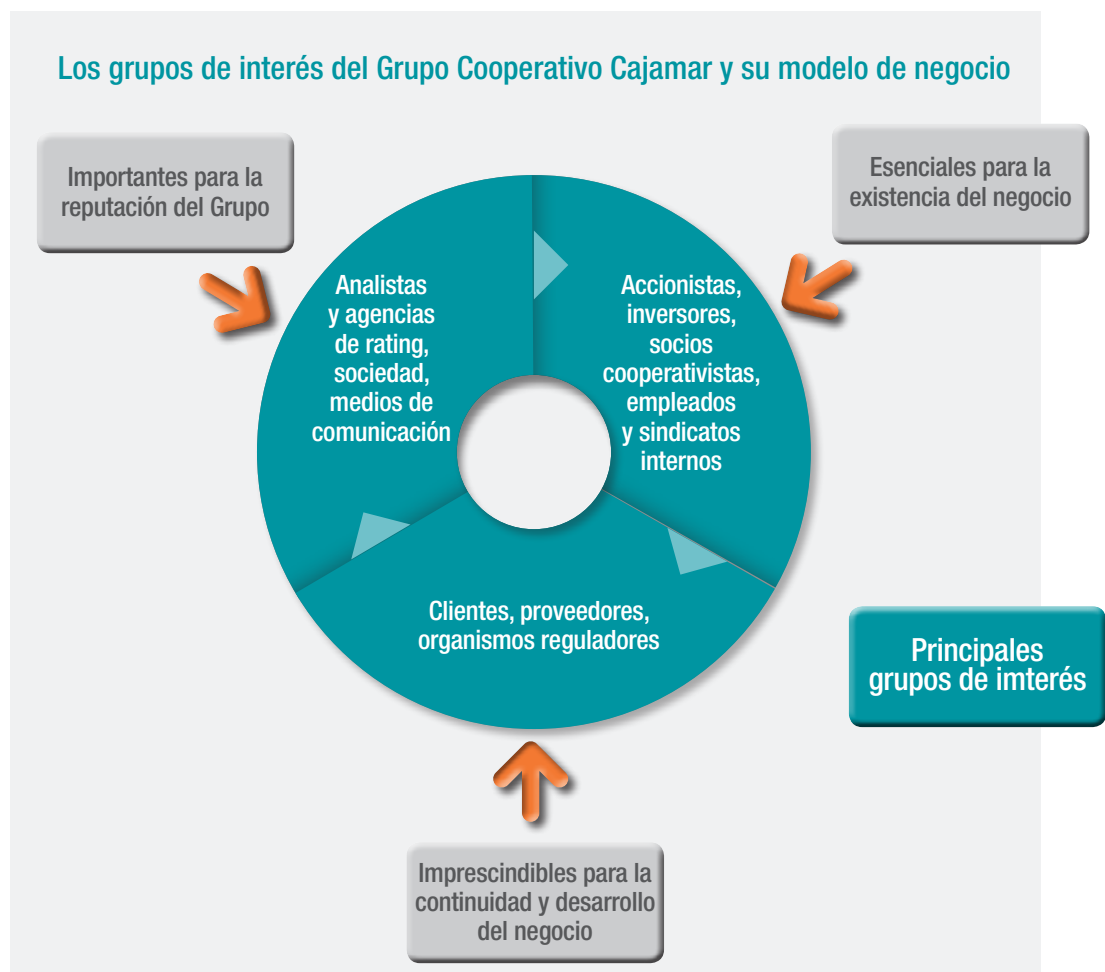 Los grupos de interés del Grupo Cooperativo Cajamar y su modelo de negocio
Importantes para la
reputación del Grupo
Esenciales para la
existencia del negocio
Analistas
y agencias
de rating,
sociedad,
medios de
comunicación
Accionistas,
inversores,
socios
cooperativistas,
empleados
y sindicatos
internos
Clientes, proveedores,
organismos reguladores
Principales
grupos de imterés
Imprescindibles para la
continuidad y desarrollo
del negocio